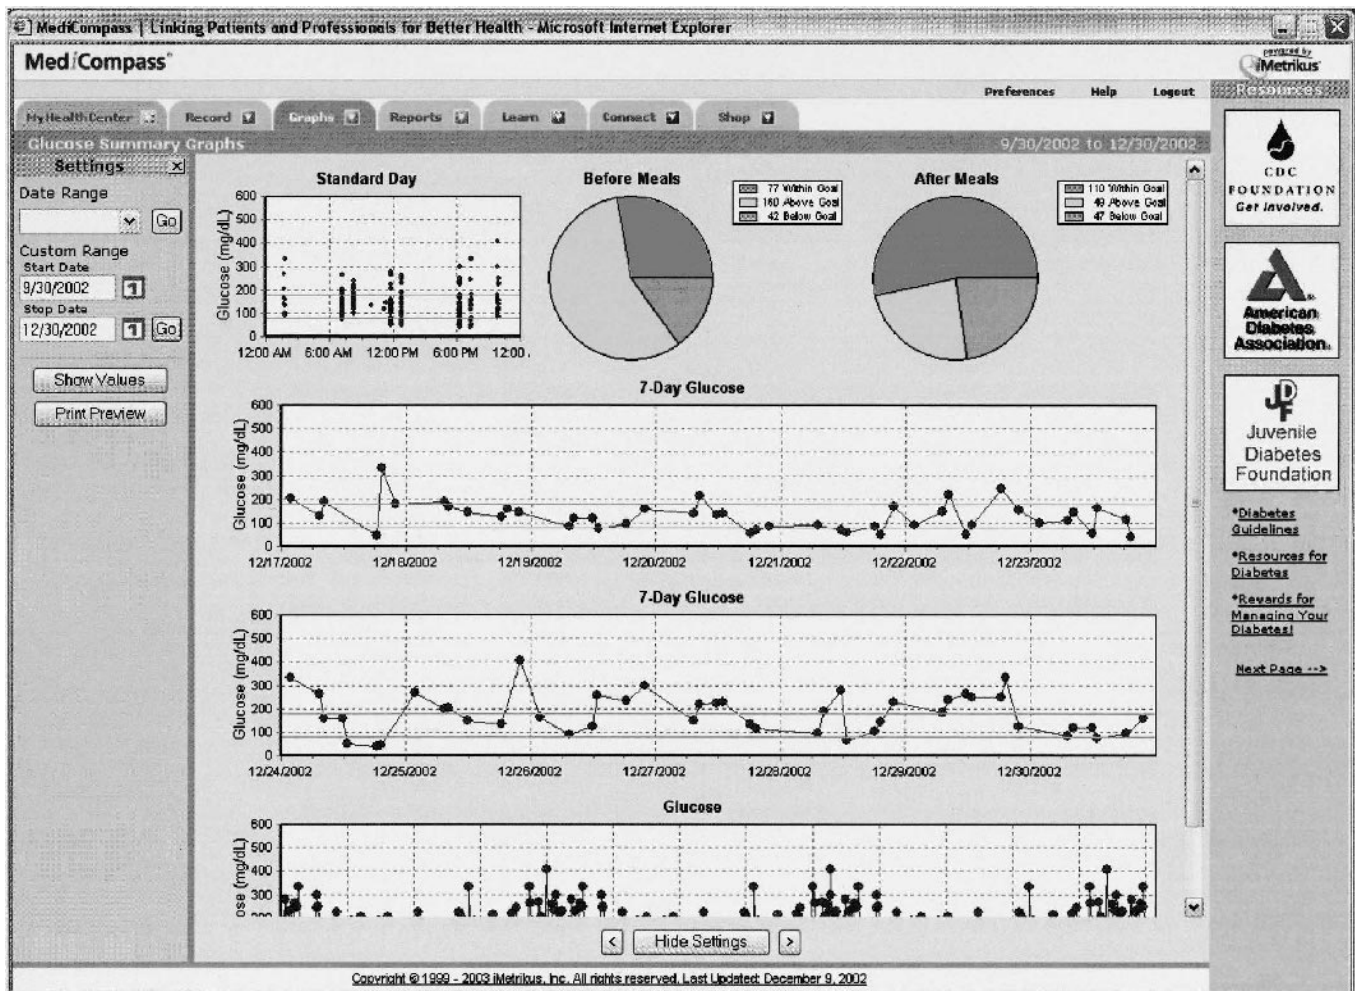 MediCompass | Linking Patients and Professionals for Better Health - Microsoft Internet Explorer
MediCompass
powered by
iMetrikus
Preferences Help Logout
Resources
MyHealthCenter Record Graphs Reports Learn Connect Shop
Glucose Summary Graphs 9/30/2002 to 12/30/2002
Settings
Date Range
Go
Custom Range
Start Date
9/30/2002
Stop Date
12/30/2002 Go
Show Values
Print Preview
Standard Day
Glucose (mg/dL)
600
500
400
300
200
100
0
12:00 AM 6:00 AM 12:00 PM 6:00 PM 12:00 .
Before Meals
77 Within Goal
160 Above Goal
42 Below Goal
After Meals
110 Within Goal
49 Above Goal
47 Below Goal
7-Day Glucose
Glucose (mg/dL)
600
500
400
300
200
100
0
12/17/2002 12/18/2002 12/19/2002 12/20/2002 12/21/2002 12/22/2002 12/23/2002
7-Day Glucose
Glucose (mg/dL)
600
500
400
300
200
100
0
12/24/2002 12/25/2002 12/26/2002 12/27/2002 12/28/2002 12/29/2002 12/30/2002
Glucose
ose (mg/dL)
600
500
400
300
200
< Hide Settings >
CDC
FOUNDATION
Get Involved.
American
Diabetes
Association.
JDF
Juvenile
Diabetes
Foundation
*Diabetes
Guidelines
*Resources for
Diabetes
*Rewards for
Managing Your
Diabetes!
Next Page -->
Copyright © 1999 - 2003 iMetrikus, Inc. All rights reserved. Last Updated: December 9, 2002